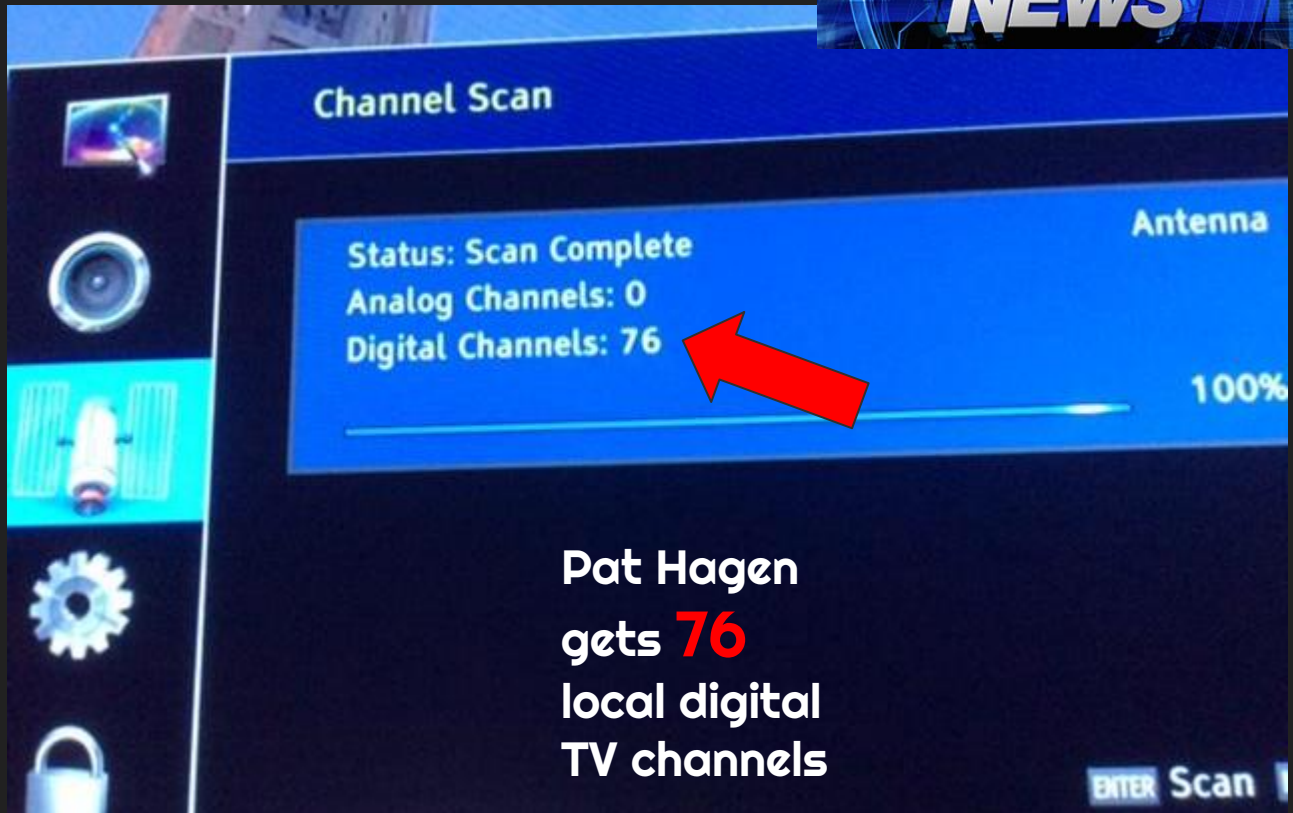 NEWS
Channel Scan
Antenna
Status: Scan Complete
Analog Channels: 0
Digital Channels: 76
100%
Pat Hagen
gets 76
local digital
TV channels
ENTER Scan